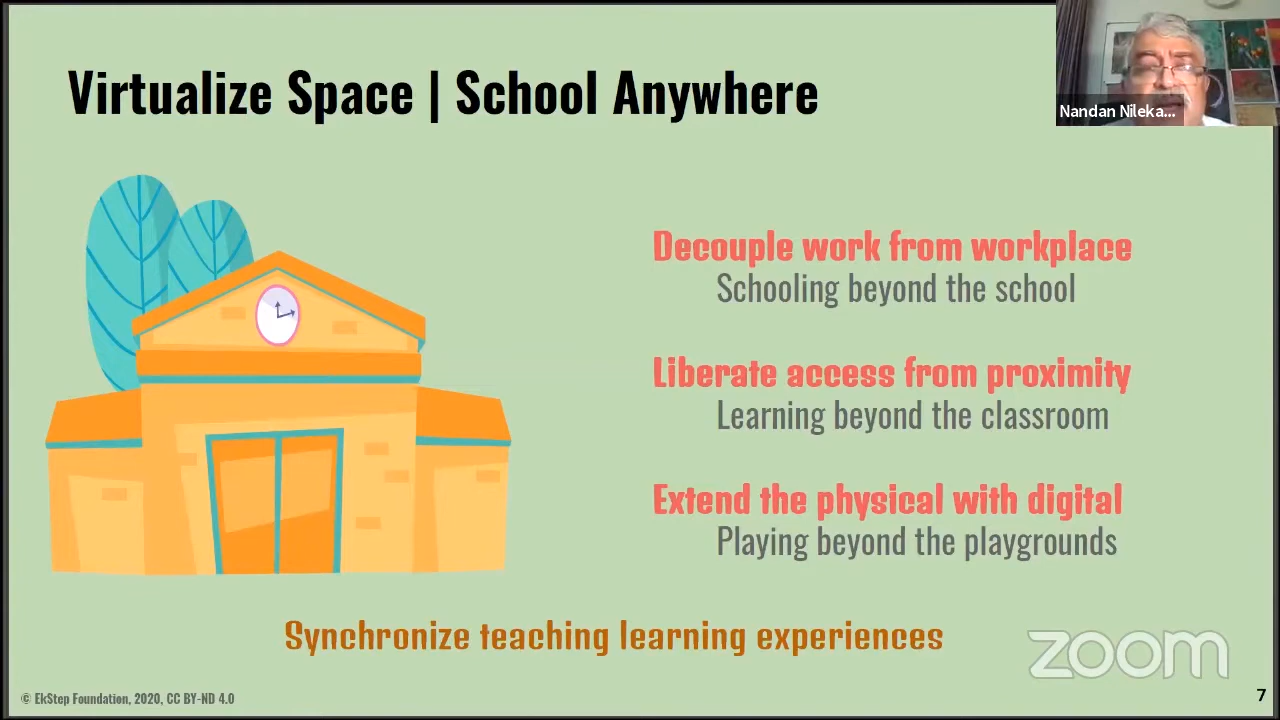 Virtualize Space | School Anywhere
Nandan Nileka...
Decouple work from workplace
Schooling beyond the school
Liberate access from proximity
Learning beyond the classroom
Extend the physical with digital
Playing beyond the playgrounds
Synchronize teaching learning experiences
zoom
© EkStep Foundation, 2020, CC BY-ND 4.0
7